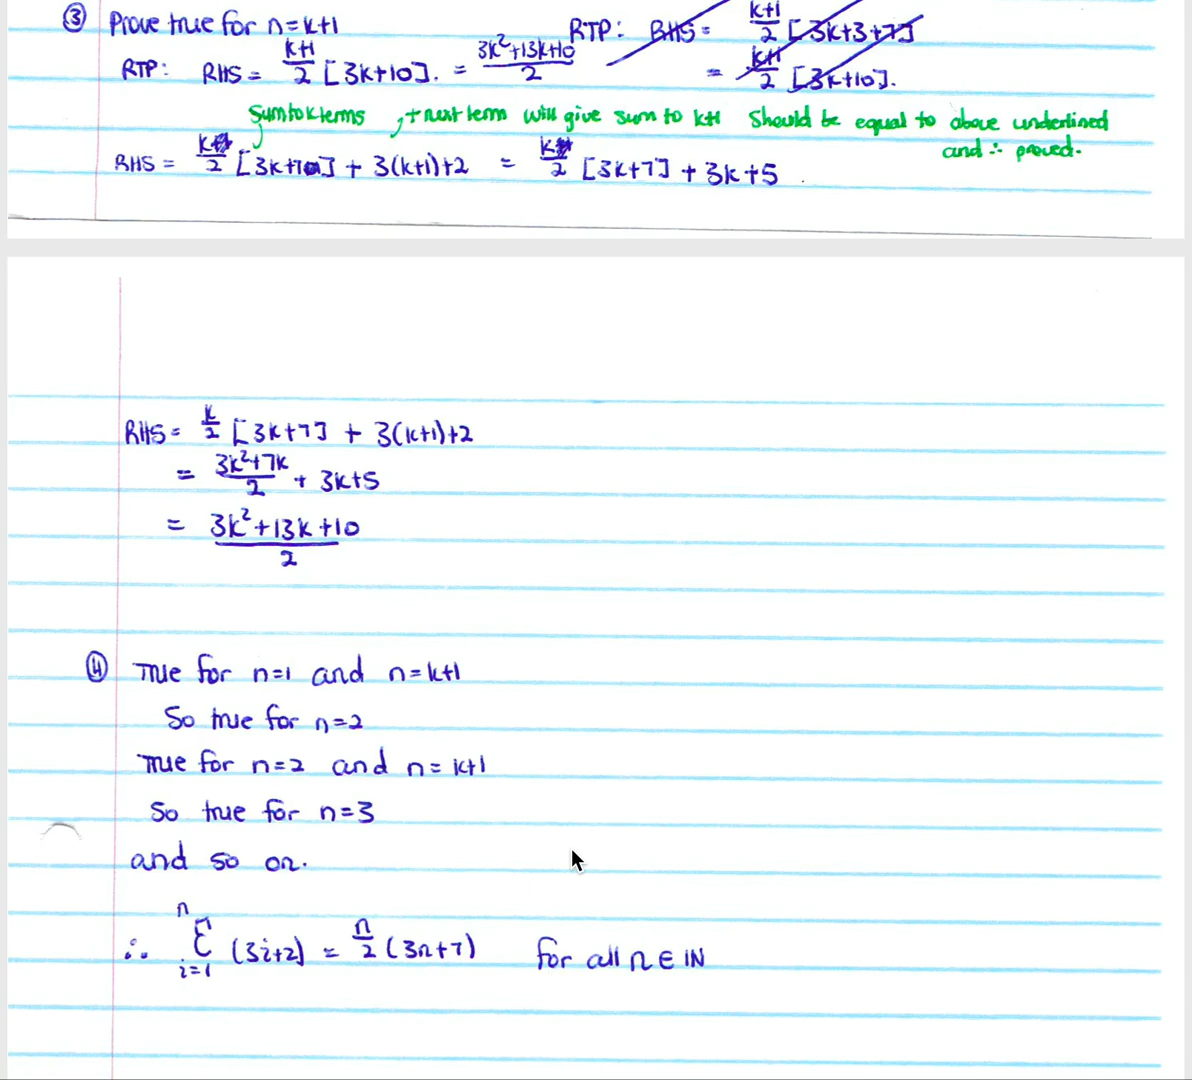 ③ Prove true for n=k+1
RTP: RHS = k+1/2 [3k+3+7]
= k+1/2 [3k+10].
RTP: RHS = k+1/2 [3k+10]. = 3k²+13k+10/2
Sum to k terms, + next term will give sum to k+1 Should be equal to above underlined
and ∴ proved.
RHS = k/2 [3k+7] + 3(k+1)+2 = k/2 [3k+7] + 3k+5
RHS = k/2 [3k+7] + 3(k+1)+2
= 3k²+7k/2 + 3k+5
= 3k²+13k+10/2
④ True for n=1 and n=k+1
So true for n=2
True for n=2 and n=k+1
So true for n=3
and so on.
∴ n Σ i=1 (3i+2) = n/2 (3n+7) for all n ∈ IN